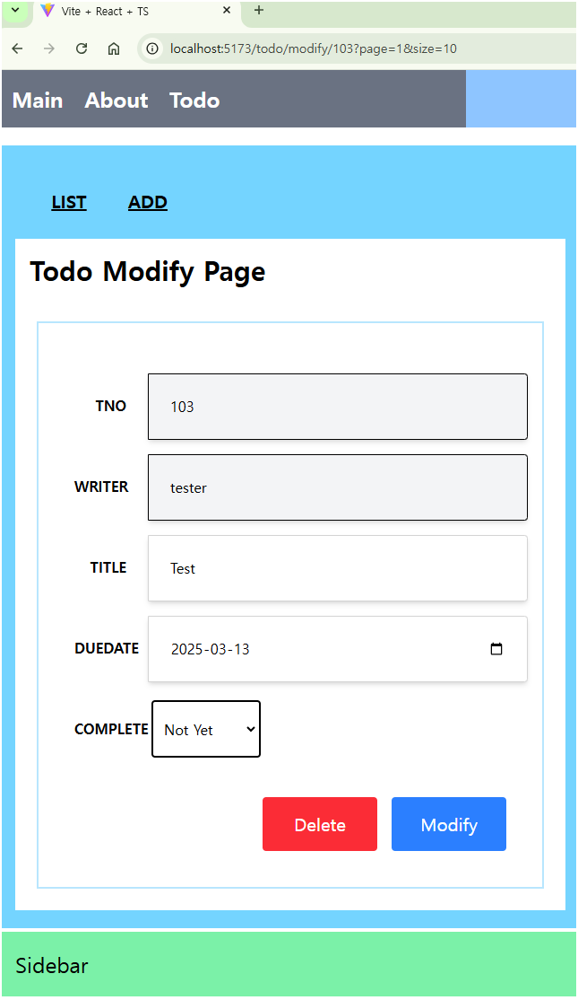 Vite + React + TS
localhost:5173/todo/modify/103?page=1&size=10
Main About Todo
LIST ADD
Todo Modify Page
TNO 103
WRITER tester
TITLE Test
DUEDATE 2025-03-13
COMPLETE Not Yet
Delete Modify
Sidebar